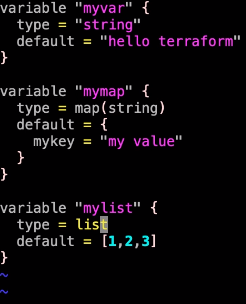 variable "myvar" {
  type = "string"
  default = "hello terraform"
}

variable "mymap" {
  type = map(string)
  default = {
    mykey = "my value"
  }
}

variable "mylist" {
  type = list
  default = [1,2,3]
}
~
~